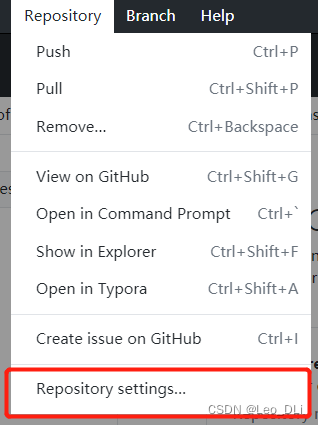 Repository Branch Help
Push Ctrl+P
Pull Ctrl+Shift+P
Remove... Ctrl+Backspace
View on GitHub Ctrl+Shift+G
Open in Command Prompt Ctrl+`
Show in Explorer Ctrl+Shift+F
Open in Typora Ctrl+Shift+A
Create issue on GitHub Ctrl+I
Repository settings...
CSDN @Leo_DLi